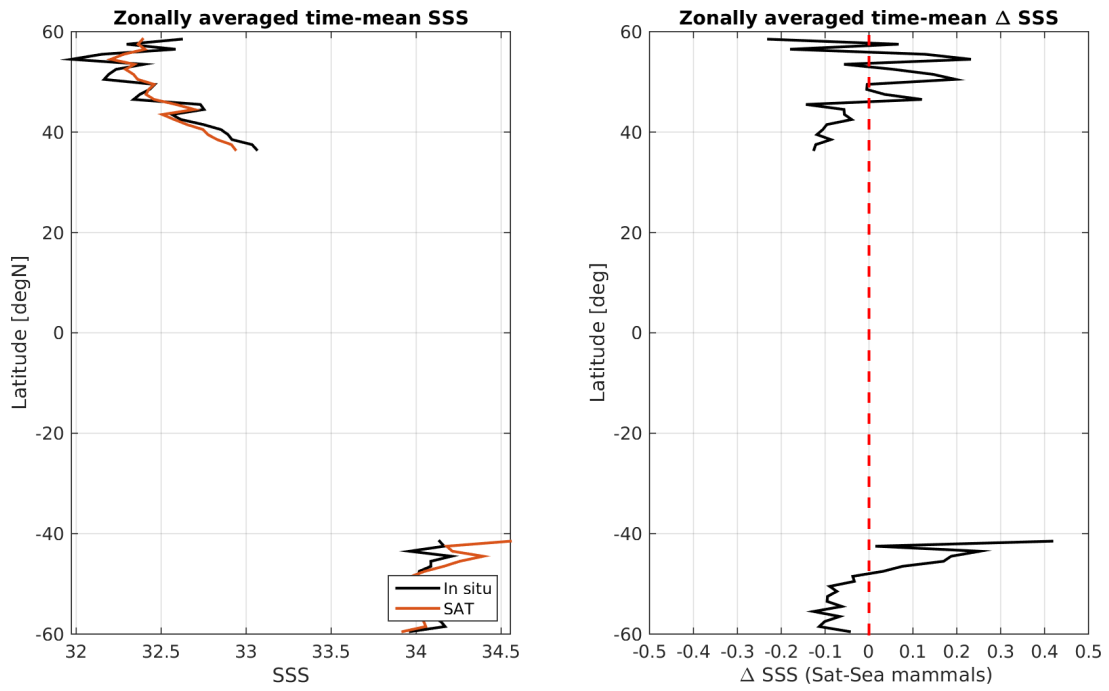 Zonally averaged time-mean SSS
60
40
20
0
-20
-40
-60
Latitude [degN]
32
32.5
33
33.5
34
34.5
SSS
In situ
SAT
Zonally averaged time-mean Δ SSS
60
40
20
0
-20
-40
-60
Latitude [deg]
-0.5 -0.4 -0.3 -0.2 -0.1 0 0.1 0.2 0.3 0.4 0.5
Δ SSS (Sat-Sea mammals)